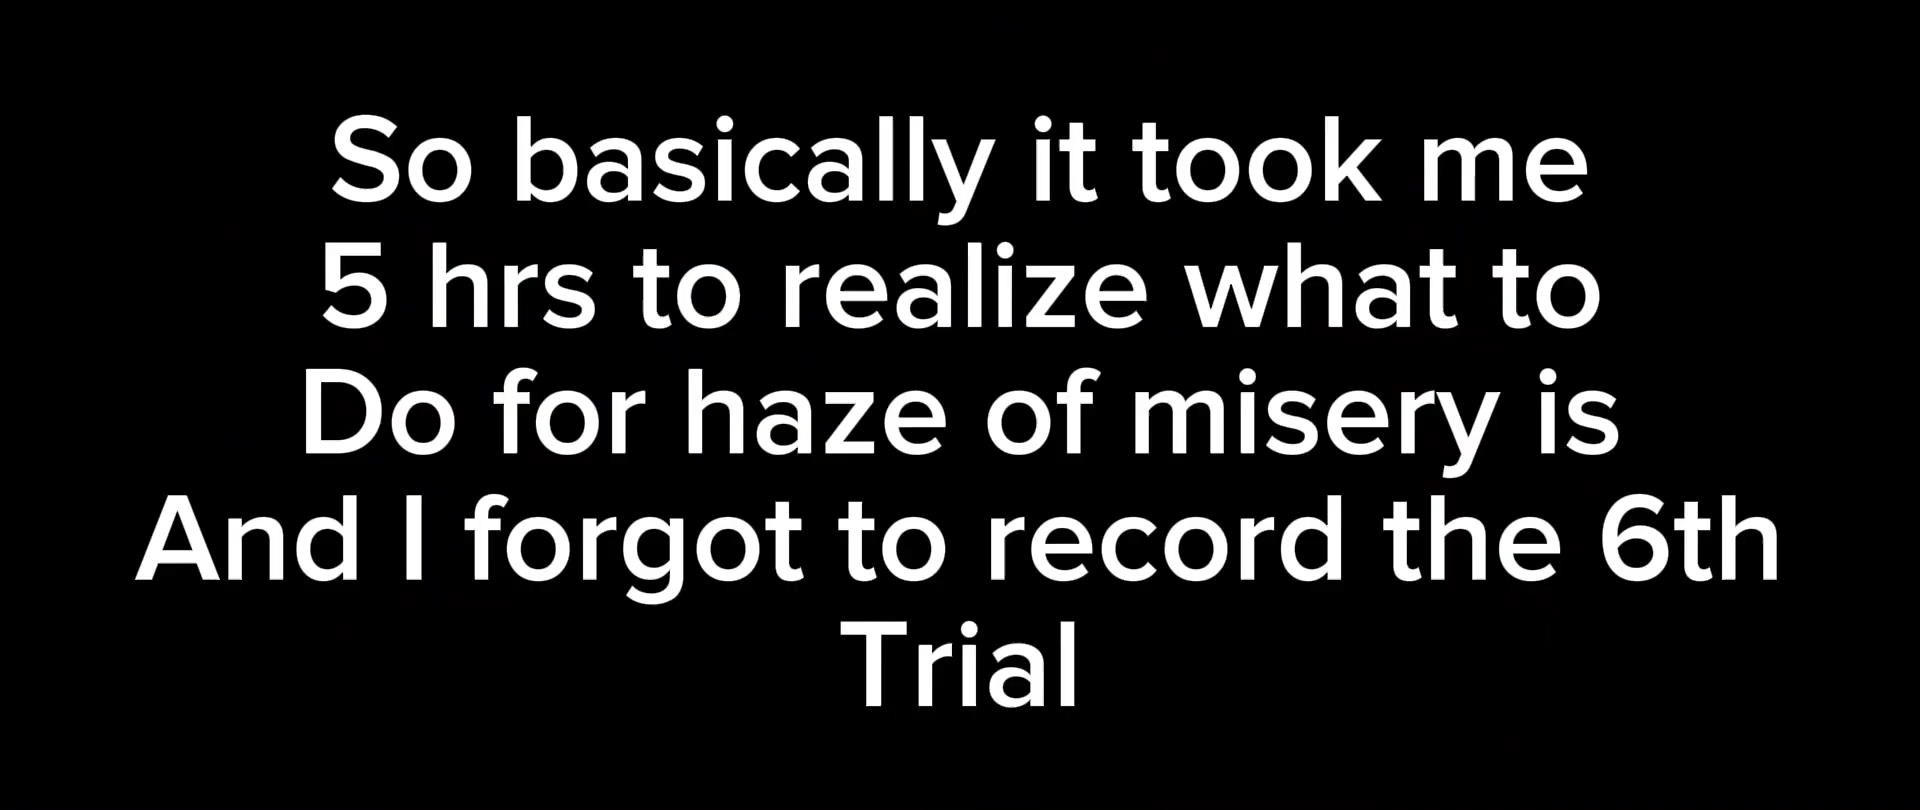 So basically it took me
5 hrs to realize what to
Do for haze of misery is
And I forgot to record the 6th
Trial